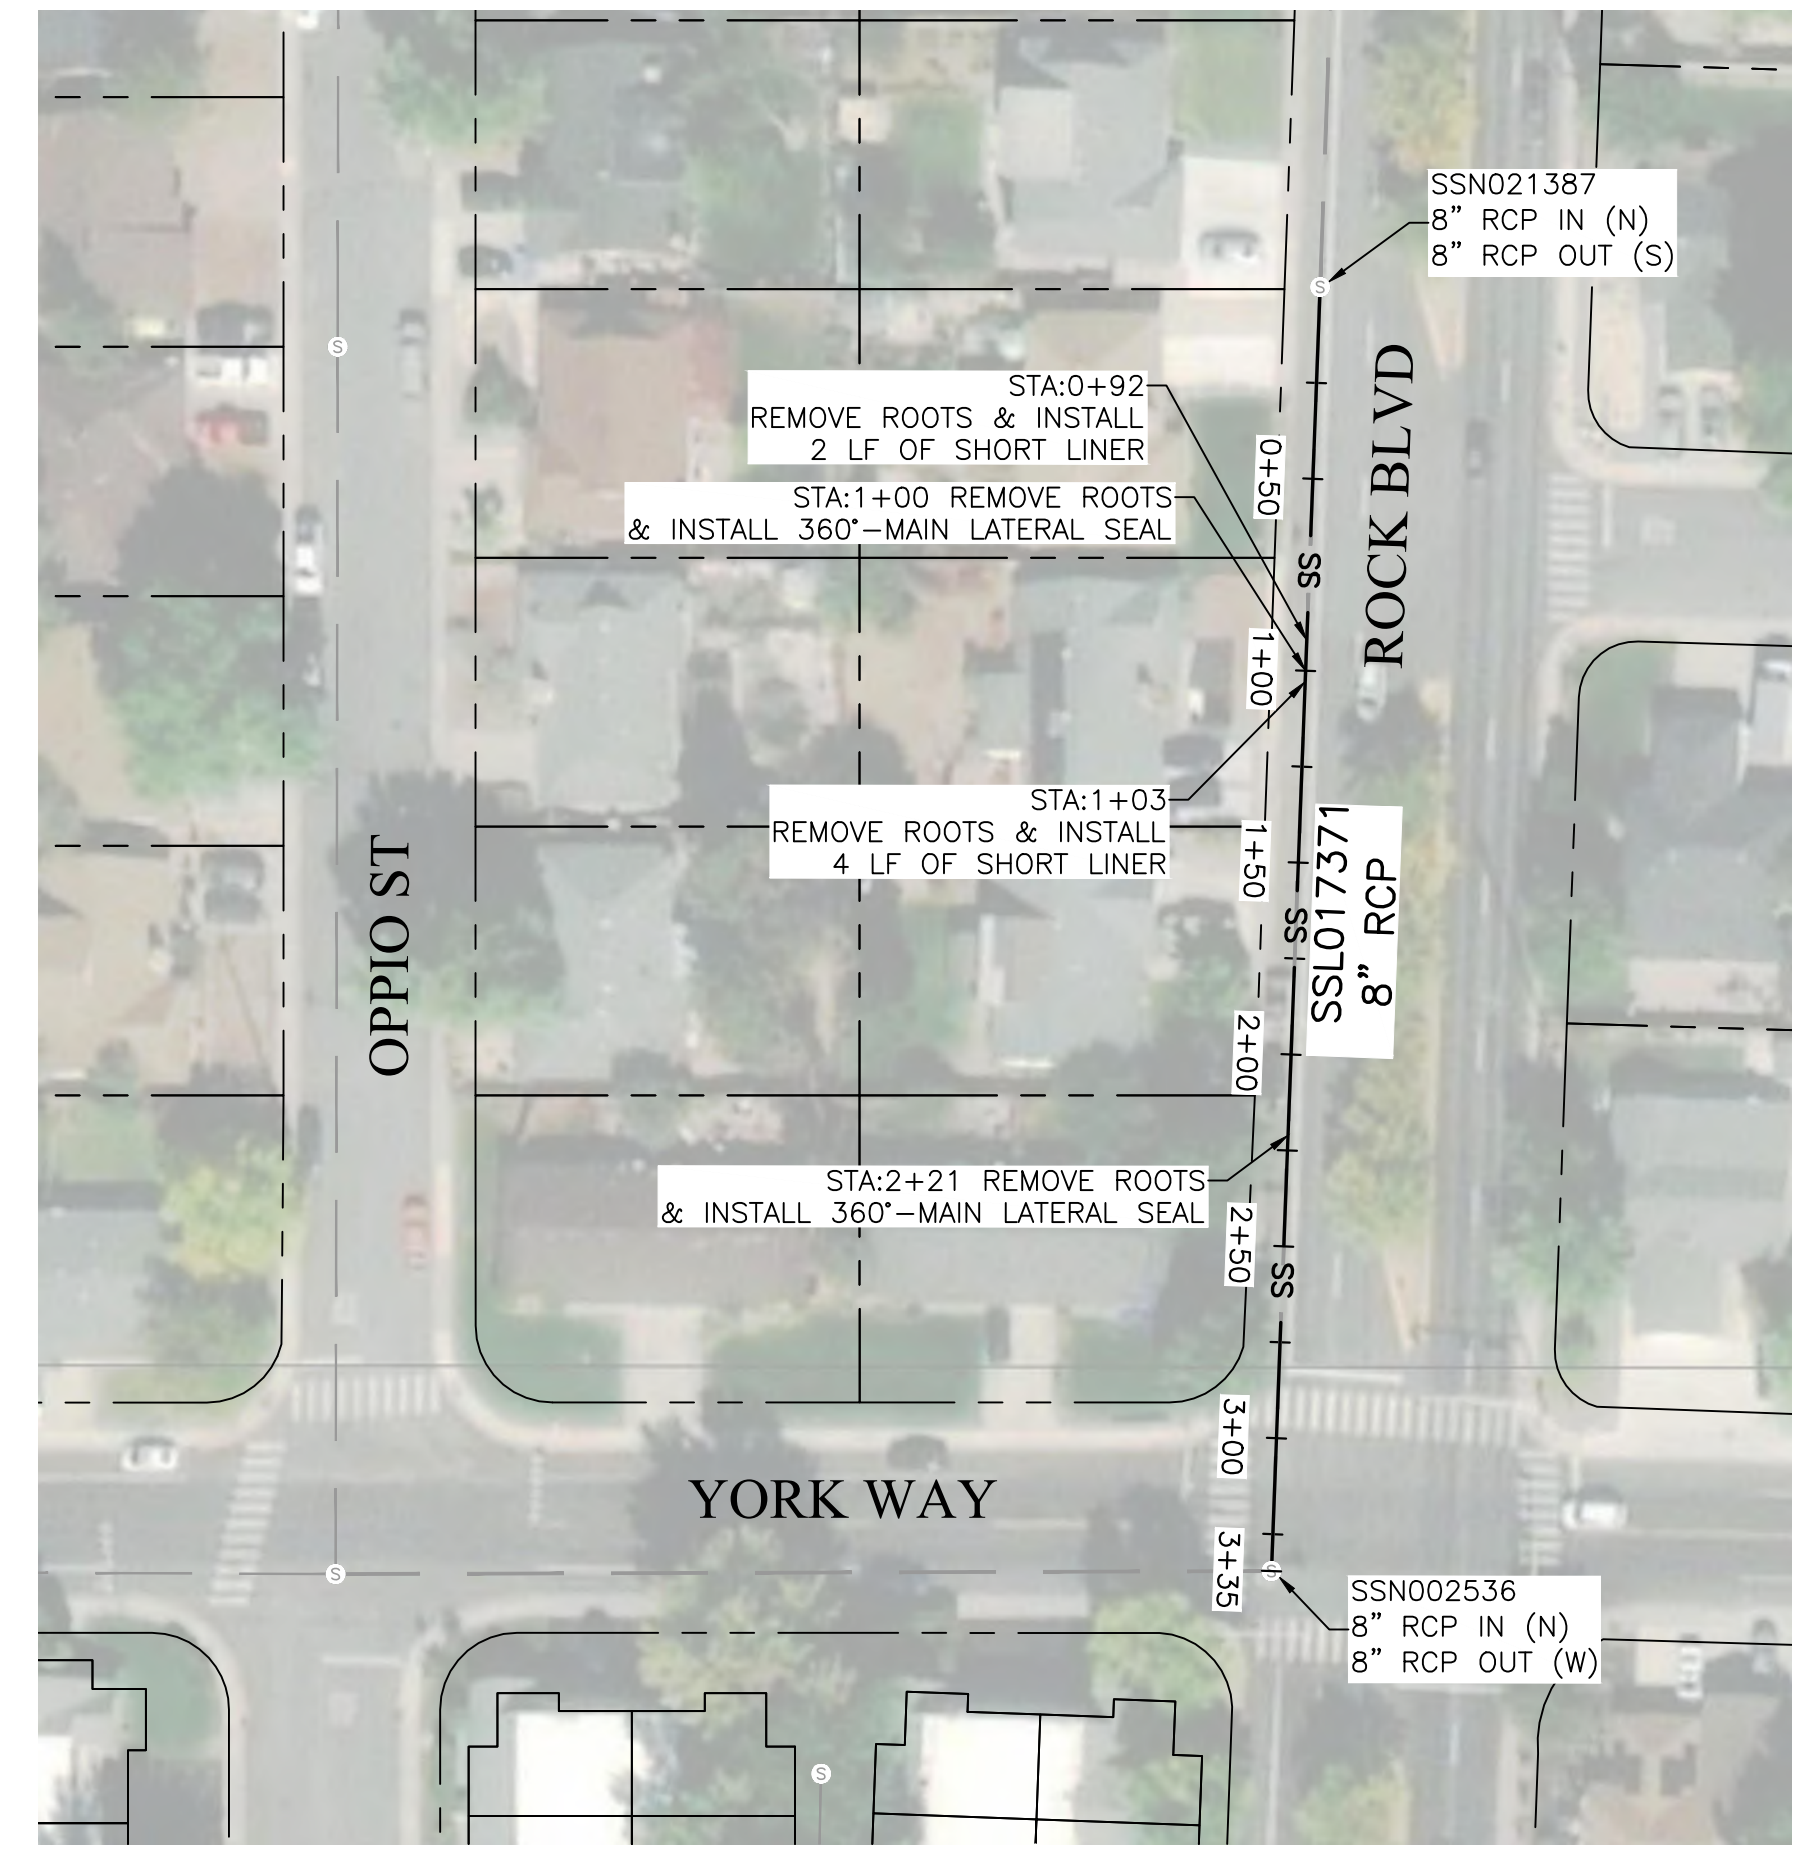 SSN021387
8" RCP IN (N)
8" RCP OUT (S)
S
S
STA:0+92
REMOVE ROOTS & INSTALL
2 LF OF SHORT LINER
ROCK BLVD
0+50
STA:1+00 REMOVE ROOTS
& INSTALL 360°-MAIN LATERAL SEAL
SS
1+00
STA:1+03
REMOVE ROOTS & INSTALL
4 LF OF SHORT LINER
1+50
SSL017371
8" RCP
OPPIO ST
SS
2+00
STA:2+21 REMOVE ROOTS
& INSTALL 360°-MAIN LATERAL SEAL
2+50
SS
3+00
YORK WAY
3+35
S
S
SSN002536
8" RCP IN (N)
8" RCP OUT (W)
S